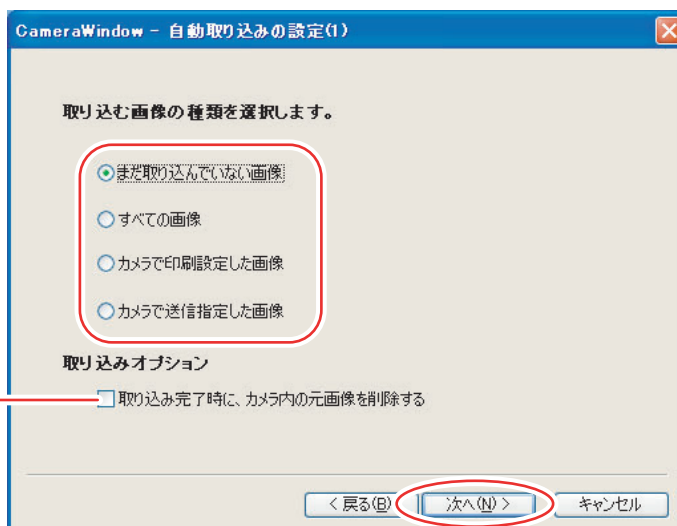 CameraWindow - 自動取り込みの設定(1)
取り込む画像の種類を選択します。
まだ取り込んでいない画像
すべての画像
カメラで印刷設定した画像
カメラで送信指定した画像
取り込みオプション
取り込み完了時に、カメラ内の元画像を削除する
< 戻る(B) 次へ(N) > キャンセル